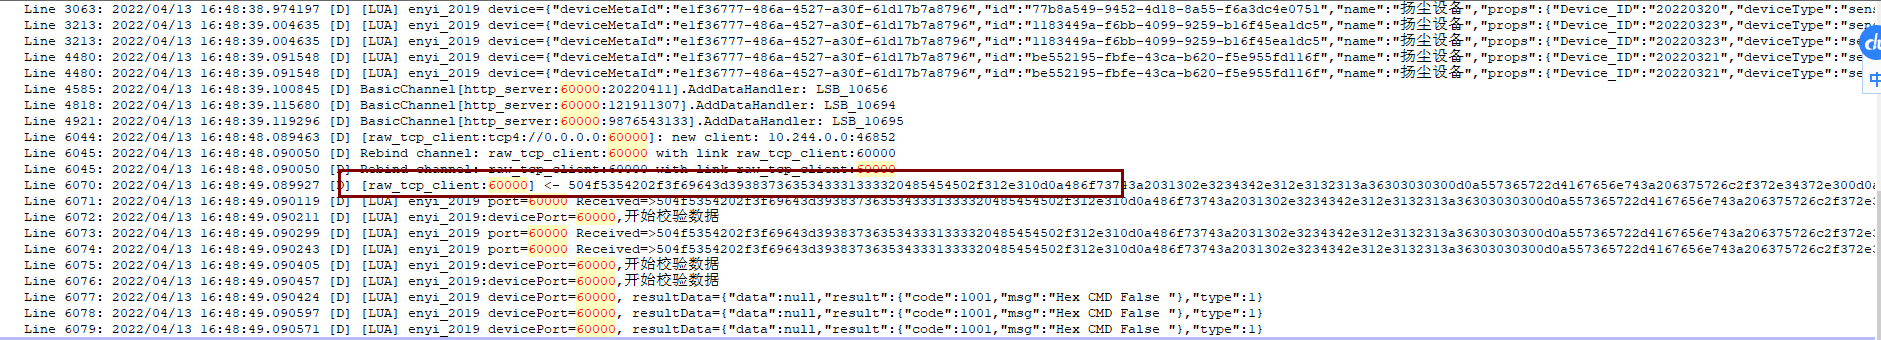 Line 3063: 2022/04/13 16:48:38.974197 [D] [LUA] enyi_2019 device={"deviceMetaId":"e1f36777-486a-4527-a30f-61d17b7a8796","id":"77b8a549-9452-4d18-8a55-f6a3dc4e0751","name":"扬尘设备","props":{"Device_ID":"20220320","deviceType":"sens
Line 3213: 2022/04/13 16:48:39.004635 [D] [LUA] enyi_2019 device={"deviceMetaId":"e1f36777-486a-4527-a30f-61d17b7a8796","id":"1183449a-f6bb-4099-9259-b16f45ea1dc5","name":"扬尘设备","props":{"Device_ID":"20220323","deviceType":"se
Line 3213: 2022/04/13 16:48:39.004635 [D] [LUA] enyi_2019 device={"deviceMetaId":"e1f36777-486a-4527-a30f-61d17b7a8796","id":"1183449a-f6bb-4099-9259-b16f45ea1dc5","name":"扬尘设备","props":{"Device_ID":"20220323","deviceType":"se
Line 4480: 2022/04/13 16:48:39.091548 [D] [LUA] enyi_2019 device={"deviceMetaId":"e1f36777-486a-4527-a30f-61d17b7a8796","id":"be552195-fbfe-43ca-b620-f5e955fd116f","name":"扬尘设备","props":{"Device_ID":"20220321","deviceType":"se
Line 4480: 2022/04/13 16:48:39.091548 [D] [LUA] enyi_2019 device={"deviceMetaId":"e1f36777-486a-4527-a30f-61d17b7a8796","id":"be552195-fbfe-43ca-b620-f5e955fd116f","name":"扬尘设备","props":{"Device_ID":"20220321","deviceType":"se
Line 4585: 2022/04/13 16:48:39.100845 [D] BasicChannel[http_server:60000:20220411].AddDataHandler: LSB_10656
Line 4818: 2022/04/13 16:48:39.115680 [D] BasicChannel[http_server:60000:121911307].AddDataHandler: LSB_10694
Line 4921: 2022/04/13 16:48:39.119296 [D] BasicChannel[http_server:60000:9876543133].AddDataHandler: LSB_10695
Line 6044: 2022/04/13 16:48:48.089463 [D] [raw_tcp_client:tcp4://0.0.0.0:60000]: new client: 10.244.0.0:46852
Line 6045: 2022/04/13 16:48:48.090050 [D] Rebind channel: raw_tcp_client:60000 with link raw_tcp_client:60000
Line 6045: 2022/04/13 16:48:48.090050 [D] Rebind channel: raw_tcp_client:60000 with link raw_tcp_client:60000
Line 6070: 2022/04/13 16:48:49.089927 [D] [raw_tcp_client:60000] <- 504f5354202f3f69643d3938373635343331333320485454502f312e310d0a486f73743a2031302e3234342e312e3132313a36303030300d0a557365722d4167656e743a206375726c2f372e34372e300d0a
Line 6071: 2022/04/13 16:48:49.090119 [D] [LUA] enyi_2019 port=60000 Received=>504f5354202f3f69643d3938373635343331333320485454502f312e310d0a486f73743a2031302e3234342e312e3132313a36303030300d0a557365722d4167656e743a206375726c2f372e3
Line 6072: 2022/04/13 16:48:49.090211 [D] [LUA] enyi_2019:devicePort=60000,开始校验数据
Line 6073: 2022/04/13 16:48:49.090299 [D] [LUA] enyi_2019 port=60000 Received=>504f5354202f3f69643d3938373635343331333320485454502f312e310d0a486f73743a2031302e3234342e312e3132313a36303030300d0a557365722d4167656e743a206375726c2f372e3
Line 6074: 2022/04/13 16:48:49.090243 [D] [LUA] enyi_2019 port=60000 Received=>504f5354202f3f69643d3938373635343331333320485454502f312e310d0a486f73743a2031302e3234342e312e3132313a36303030300d0a557365722d4167656e743a206375726c2f372e3
Line 6075: 2022/04/13 16:48:49.090405 [D] [LUA] enyi_2019:devicePort=60000,开始校验数据
Line 6076: 2022/04/13 16:48:49.090457 [D] [LUA] enyi_2019:devicePort=60000,开始校验数据
Line 6077: 2022/04/13 16:48:49.090424 [D] [LUA] enyi_2019 devicePort=60000, resultData={"data":null,"result":{"code":1001,"msg":"Hex CMD False "},"type":1}
Line 6078: 2022/04/13 16:48:49.090597 [D] [LUA] enyi_2019 devicePort=60000, resultData={"data":null,"result":{"code":1001,"msg":"Hex CMD False "},"type":1}
Line 6079: 2022/04/13 16:48:49.090571 [D] [LUA] enyi_2019 devicePort=60000, resultData={"data":null,"result":{"code":1001,"msg":"Hex CMD False "},"type":1}